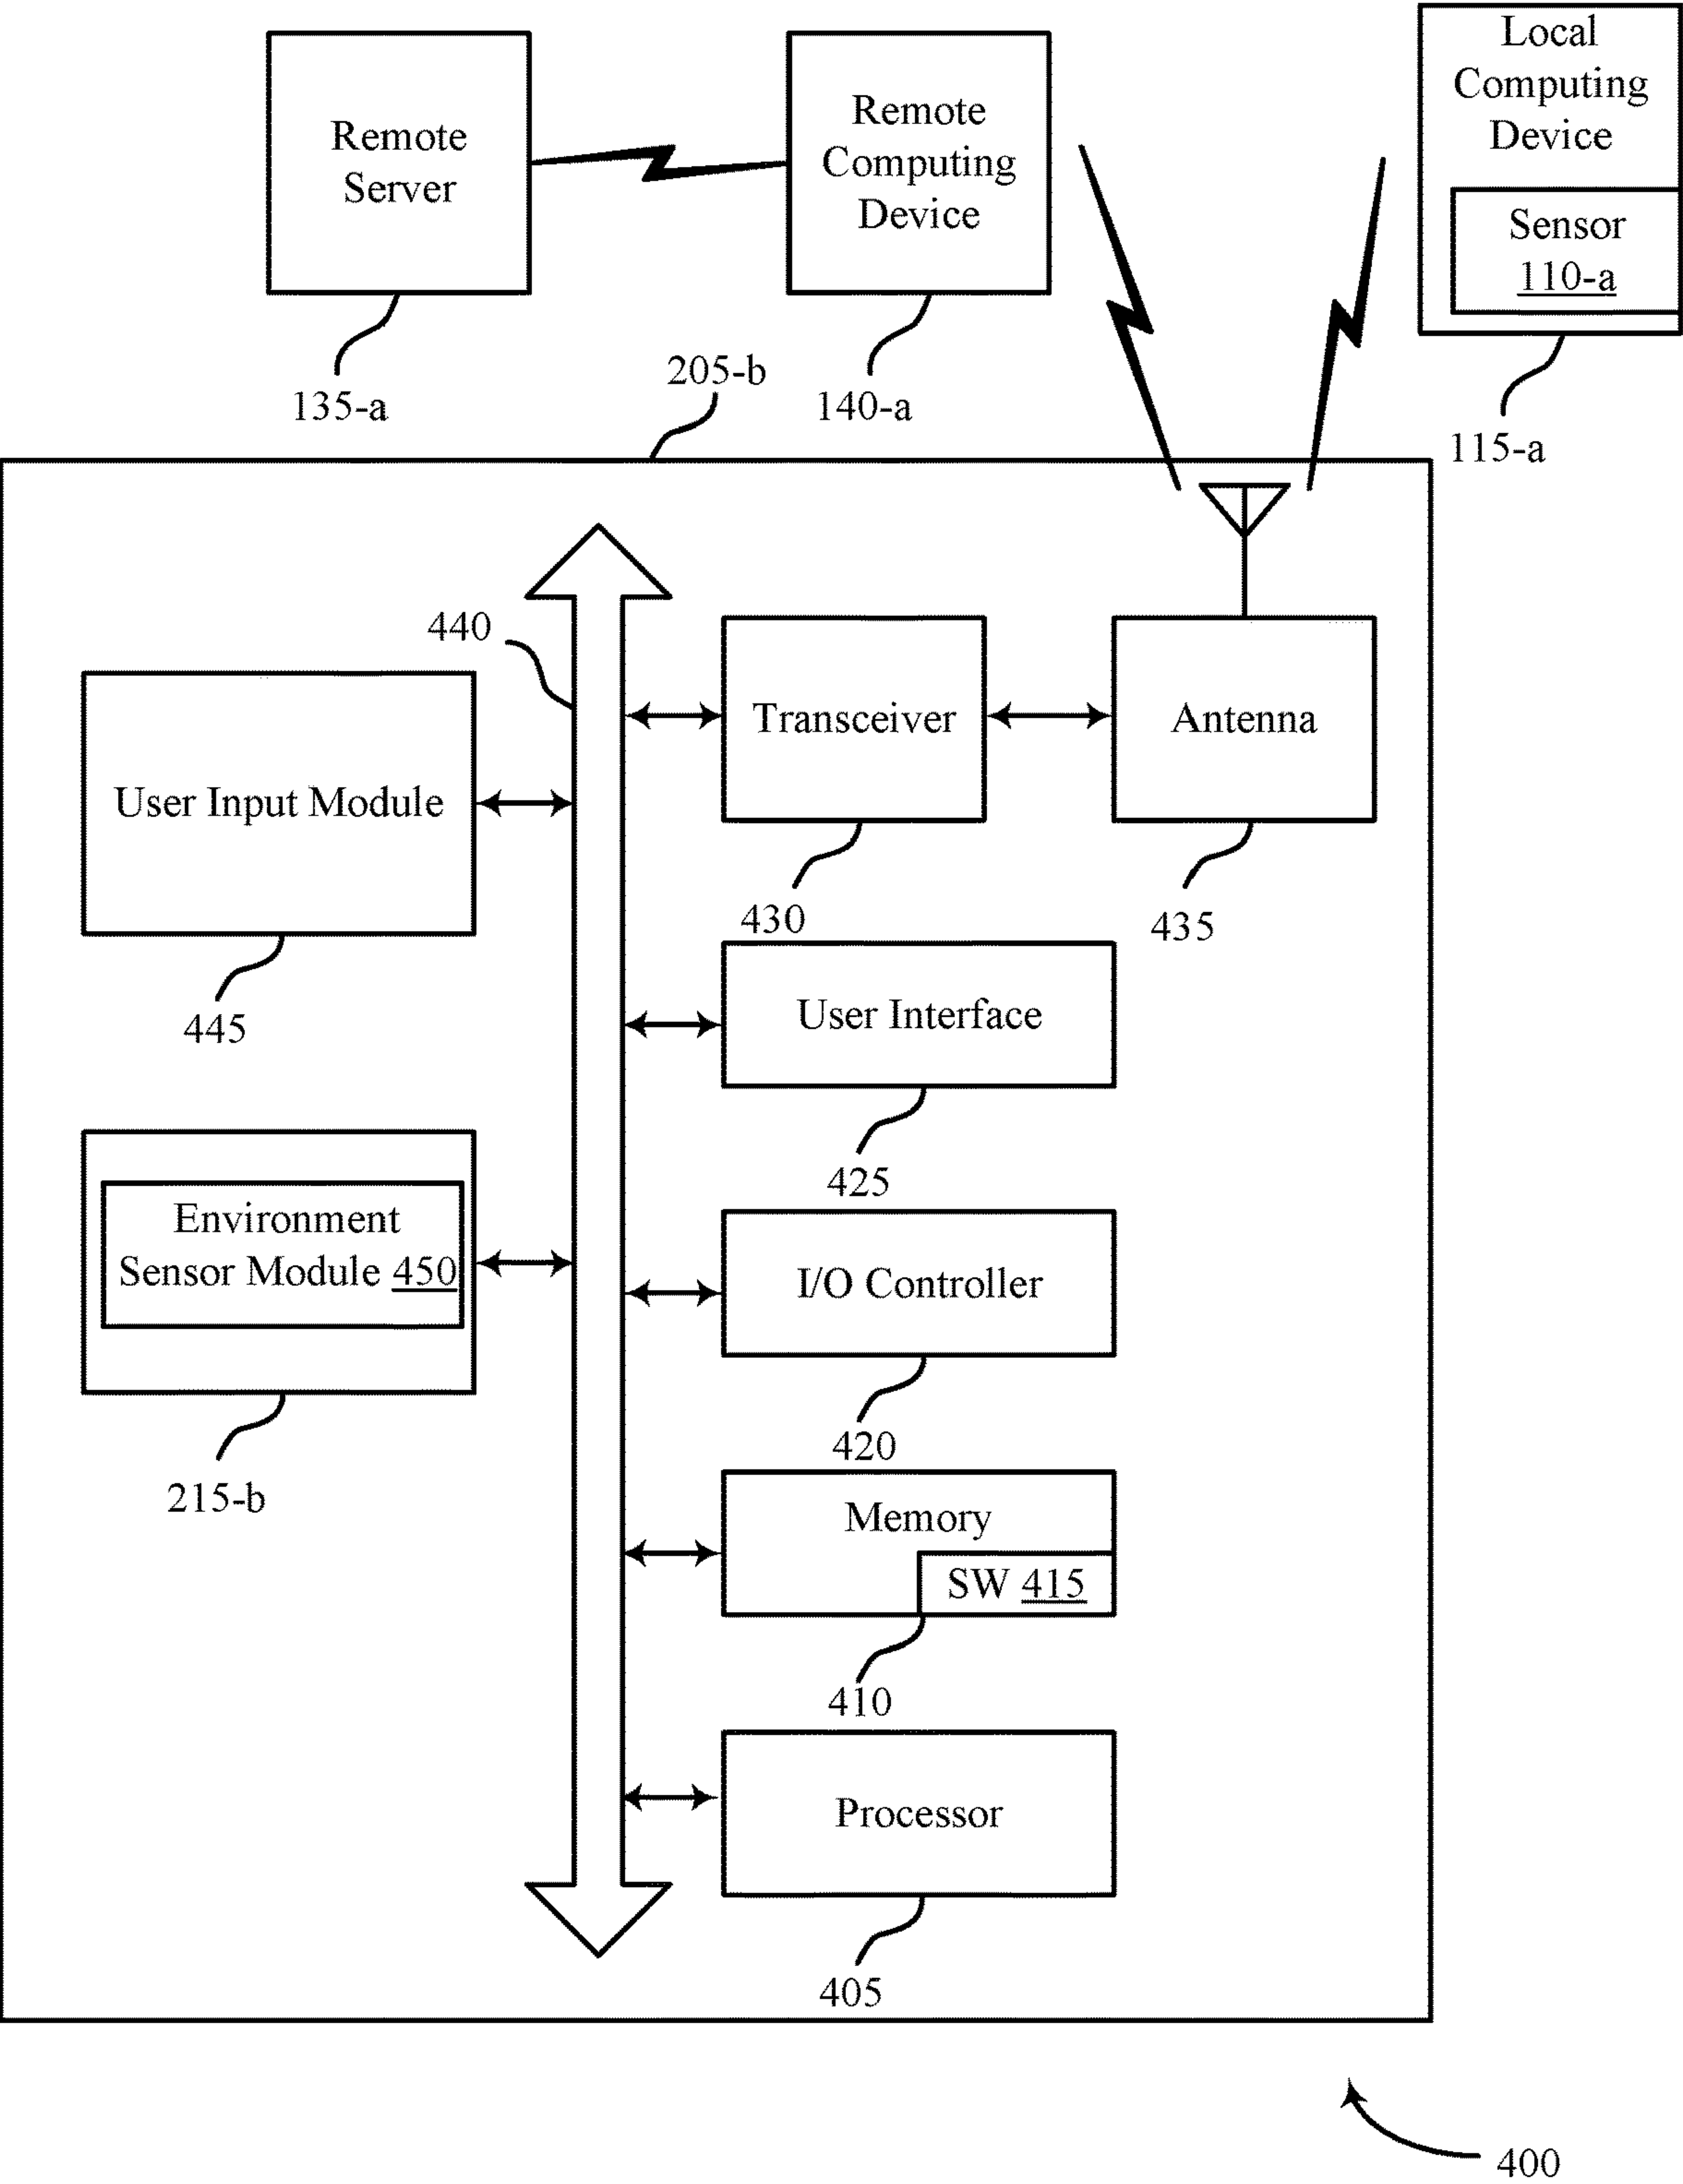 Remote
Server
135-a
Remote
Computing
Device
140-a
Local
Computing
Device
Sensor
110-a
115-a
205-b
440
User Input Module
445
Transceiver
430
Antenna
435
User Interface
425
Environment
Sensor Module 450
215-b
I/O Controller
420
Memory
SW 415
410
Processor
405
400